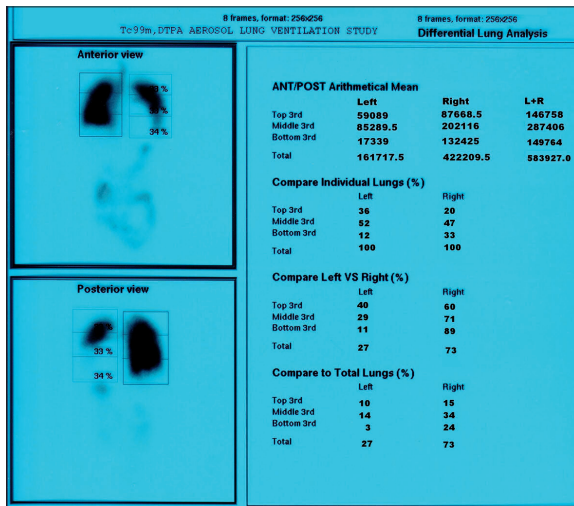 8 frames, format: 256x256 8 frames, format: 256x256
Tc99m,DTPA AEROSOL LUNG VENTILATION STUDY Differential Lung Analysis
Anterior view
33 %
34 %
Posterior view
%
33 %
34 %
ANT/POST Arithmetical Mean
Left Right L+R
Top 3rd 59089 87668.5 146758
Middle 3rd 85289.5 202116 287406
Bottom 3rd 17339 132425 149764
Total 161717.5 422209.5 583927.0
Compare Individual Lungs (%)
Left Right
Top 3rd 36 20
Middle 3rd 52 47
Bottom 3rd 12 33
Total 100 100
Compare Left VS Right (%)
Left Right
Top 3rd 40 60
Middle 3rd 29 71
Bottom 3rd 11 89
Total 27 73
Compare to Total Lungs (%)
Left Right
Top 3rd 10 15
Middle 3rd 14 34
Bottom 3rd 3 24
Total 27 73